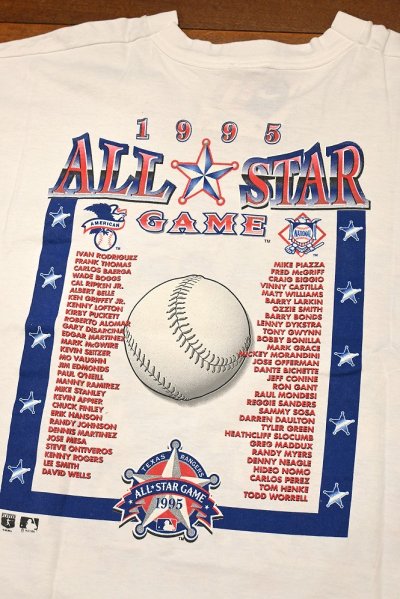 1995
ALL STAR
GAME
AMERICAN
NATIONAL
IVAN RODRIGUEZ
FRANK THOMAS
CARLOS BAERGA
WADE BOGGS
CAL RIPKEN JR.
ALBERT BELLE
KEN GRIFFEY JR.
KENNY LOFTON
KIRBY PUCKETT
ROBERTO ALOMAR
GARY DISARCINA
EDGAR MARTINEZ
MARK McGWIRE
KEVIN SEITZER
MO VAUGHN
JIM EDMONDS
PAUL O'NEILL
MANNY RAMIREZ
MIKE STANLEY
KEVIN APPIER
CHUCK FINLEY
ERIK HANSON
RANDY JOHNSON
DENNIS MARTINEZ
JOSE MESA
STEVE ONTIVEROS
KENNY ROGERS
LEE SMITH
DAVID WELLS
MIKE PIAZZA
FRED McGRIFF
CRAIG BIGGIO
VINNY CASTILLA
MATT WILLIAMS
BARRY LARKIN
OZZIE SMITH
BARRY BONDS
LENNY DYKSTRA
TONY GWYNN
BOBBY BONILLA
MARK GRACE
MICKEY MORANDINI
JOSE OFFERMAN
DANTE BICHETTE
JEFF CONINE
RON GANT
RAUL MONDESI
REGGIE SANDERS
SAMMY SOSA
DARREN DAULTON
TYLER GREEN
HEATHCLIFF SLOCUMB
GREG MADDUX
RANDY MYERS
DENNY NEAGLE
HIDEO NOMO
CARLOS PEREZ
TOM HENKE
TODD WORRELL
TEXAS RANGERS
ALL★STAR GAME
1995